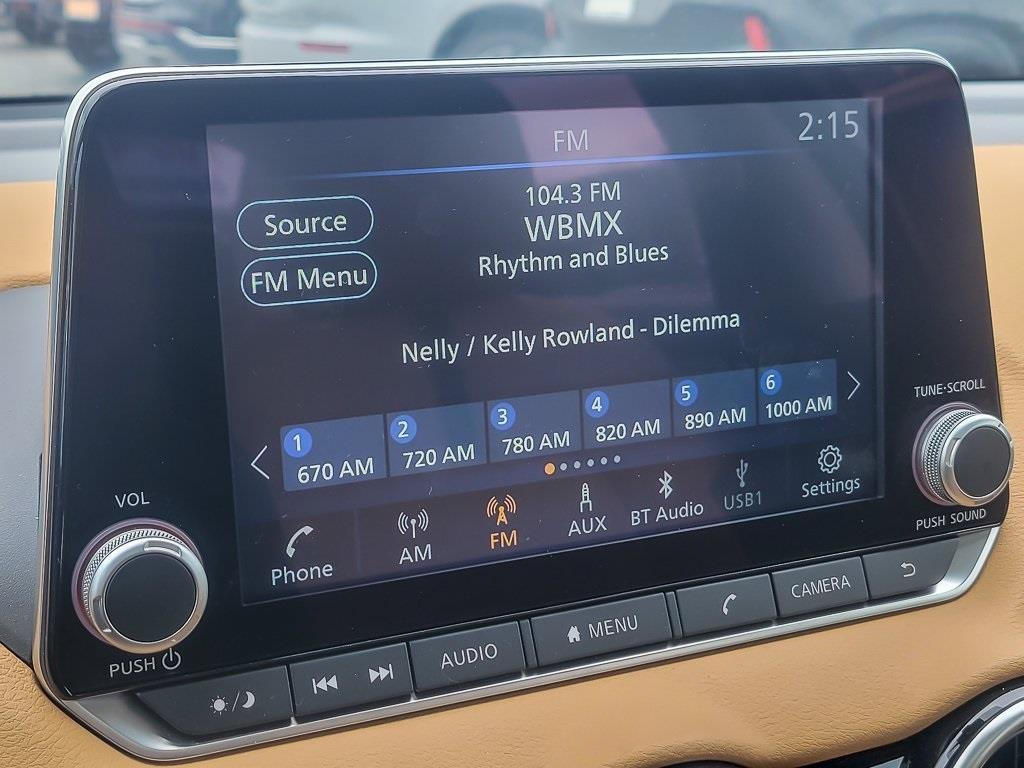 FM
2:15
Source
FM Menu
104.3 FM
WBMX
Rhythm and Blues
Nelly / Kelly Rowland - Dilemma
1 2 3 4 5 6
670 AM 720 AM 780 AM 820 AM 890 AM 1000 AM
Phone AM FM AUX BT Audio USB1 Settings
VOL
PUSH
TUNE·SCROLL
PUSH SOUND
AUDIO MENU CAMERA